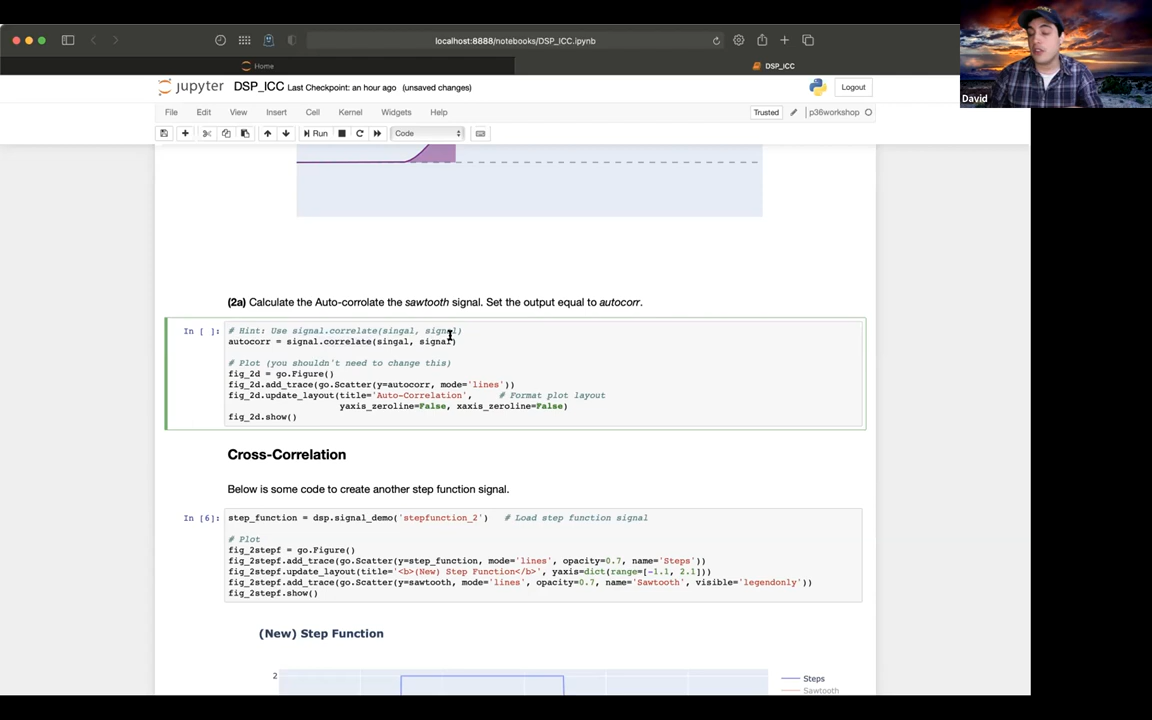 localhost:8888/notebooks/DSP_ICC.ipynb
Home
DSP_ICC
David
jupyter DSP_ICC Last Checkpoint: an hour ago (unsaved changes)
Logout
File Edit View Insert Cell Kernel Widgets Help
Trusted
p36workshop
Run
Code
(2a) Calculate the Auto-corrolate the sawtooth signal. Set the output equal to autocorr.
In [ ]:
# Hint: Use signal.correlate(singal, signal)
autocorr = signal.correlate(singal, signal)
# Plot (you shouldn't need to change this)
fig_2d = go.Figure()
fig_2d.add_trace(go.Scatter(y=autocorr, mode='lines'))
fig_2d.update_layout(title='Auto-Correlation', # Format plot layout
yaxis_zeroline=False, xaxis_zeroline=False)
fig_2d.show()
Cross-Correlation
Below is some code to create another step function signal.
In [6]:
step_function = dsp.signal_demo('stepfunction_2') # Load step function signal
# Plot
fig_2stepf = go.Figure()
fig_2stepf.add_trace(go.Scatter(y=step_function, mode='lines', opacity=0.7, name='Steps'))
fig_2stepf.update_layout(title='<b>(New) Step Function</b>', yaxis=dict(range=[-1.1, 2.1]))
fig_2stepf.add_trace(go.Scatter(y=sawtooth, mode='lines', opacity=0.7, name='Sawtooth', visible='legendonly'))
fig_2stepf.show()
(New) Step Function
2
Steps
Sawtooth